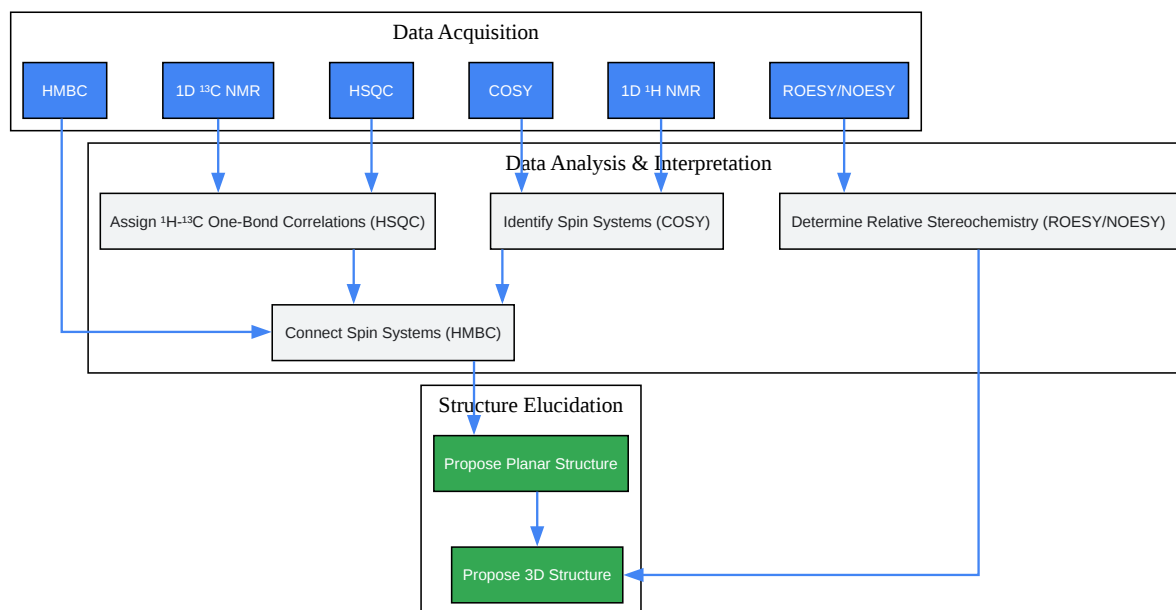 Data Acquisition
HMBC
1D ¹³C NMR
HSQC
COSY
1D ¹H NMR
ROESY/NOESY
Data Analysis & Interpretation
Assign ¹H-¹³C One-Bond Correlations (HSQC)
Identify Spin Systems (COSY)
Determine Relative Stereochemistry (ROESY/NOESY)
Connect Spin Systems (HMBC)
Structure Elucidation
Propose Planar Structure
Propose 3D Structure